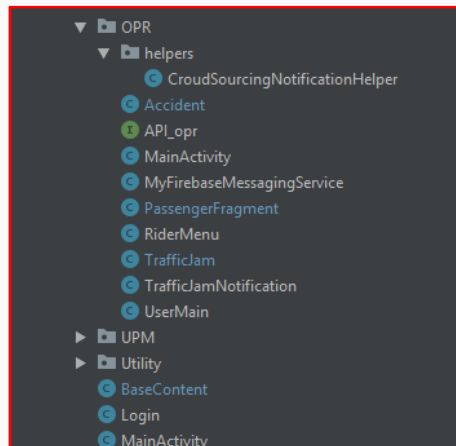 OPR
helpers
CroudSourcingNotificationHelper
Accident
API_opr
MainActivity
MyFirebaseMessagingService
PassengerFragment
RiderMenu
TrafficJam
TrafficJamNotification
UserMain
UPM
Utility
BaseContent
Login
MainActivity